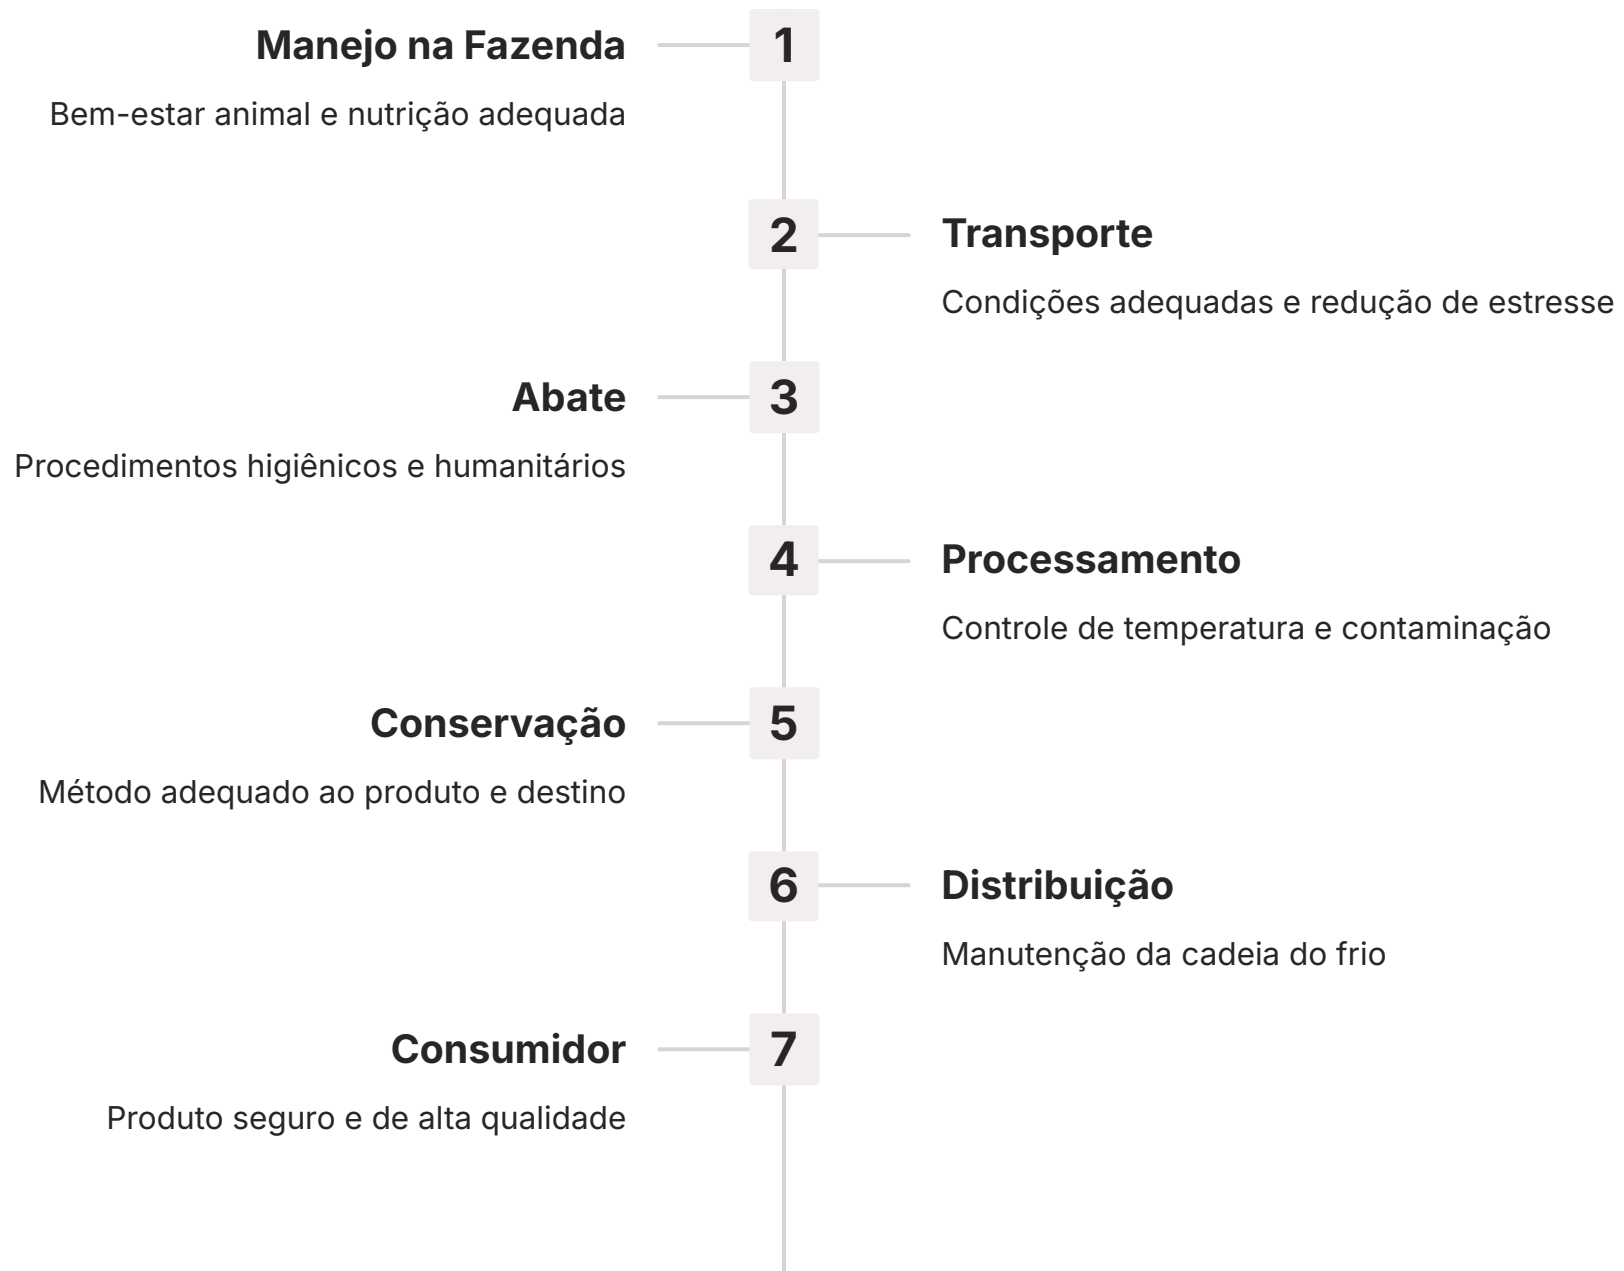 Manejo na Fazenda
1
Bem-estar animal e nutrição adequada
2
Transporte
Condições adequadas e redução de estresse
Abate
3
Procedimentos higiênicos e humanitários
4
Processamento
Controle de temperatura e contaminação
Conservação
5
Método adequado ao produto e destino
6
Distribuição
Manutenção da cadeia do frio
Consumidor
7
Produto seguro e de alta qualidade